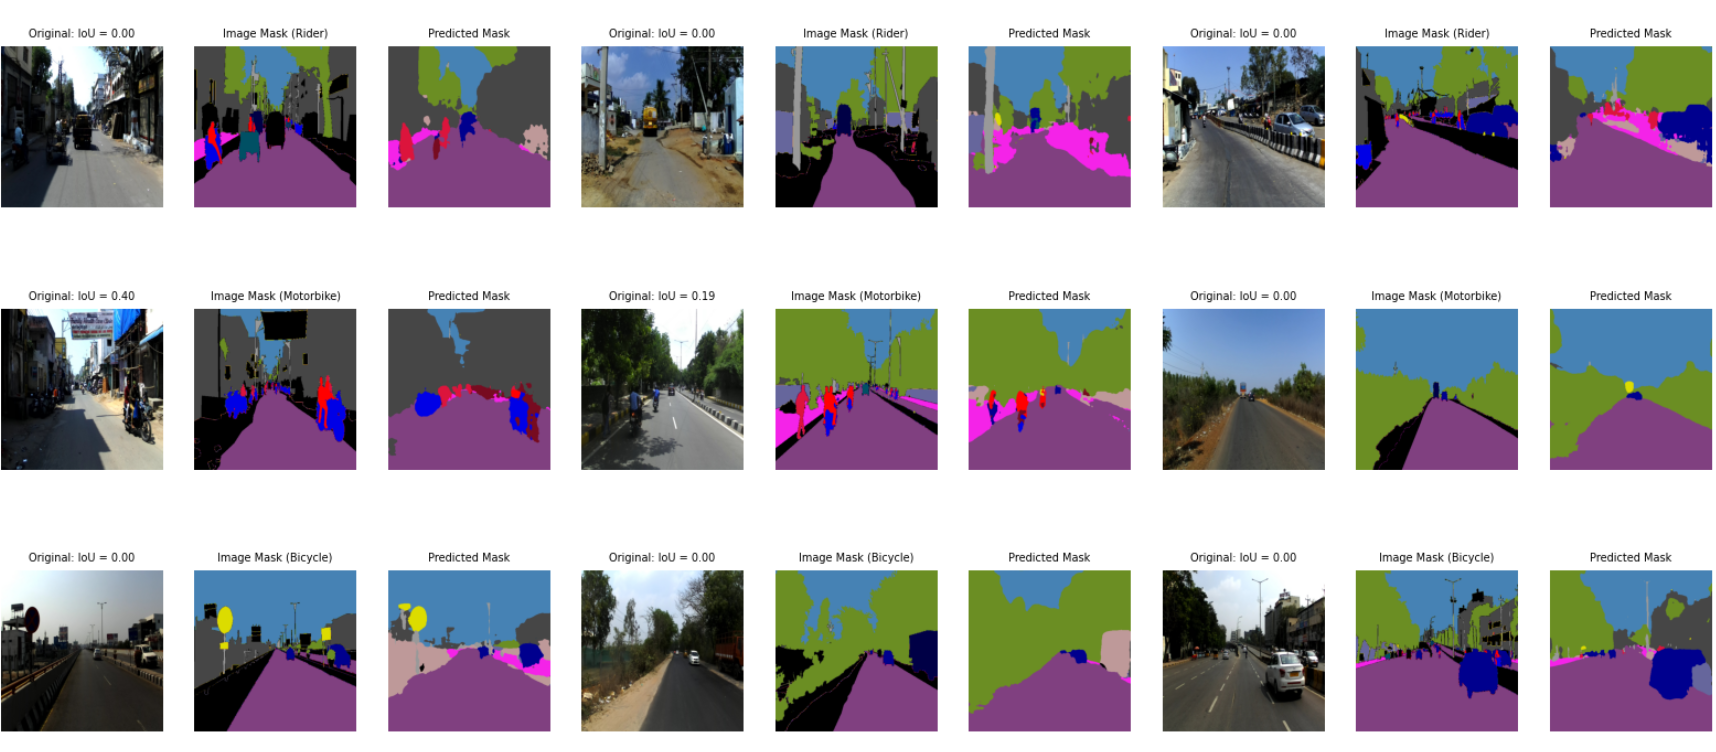 Original: IoU = 0.00 Image Mask (Rider) Predicted Mask Original: IoU = 0.00 Image Mask (Rider) Predicted Mask Original: IoU = 0.00 Image Mask (Rider) Predicted Mask
Original: IoU = 0.40 Image Mask (Motorbike) Predicted Mask Original: IoU = 0.19 Image Mask (Motorbike) Predicted Mask Original: IoU = 0.00 Image Mask (Motorbike) Predicted Mask
Original: IoU = 0.00 Image Mask (Bicycle) Predicted Mask Original: IoU = 0.00 Image Mask (Bicycle) Predicted Mask Original: IoU = 0.00 Image Mask (Bicycle) Predicted Mask